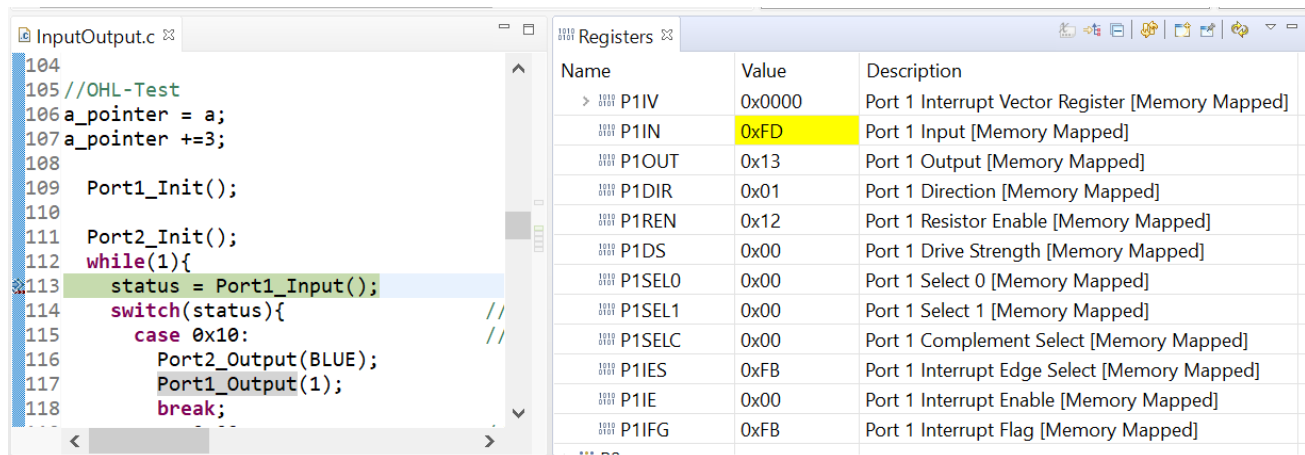 InputOutput.c
104
105 //OHL-Test
106 a_pointer = a;
107 a_pointer +=3;
108
109 Port1_Init();
110
111 Port2_Init();
112 while(1){
113 status = Port1_Input();
114 switch(status){ //
115 case 0x10: //
116 Port2_Output(BLUE);
117 Port1_Output(1);
118 break;
Registers
Name Value Description
P1IV 0x0000 Port 1 Interrupt Vector Register [Memory Mapped]
P1IN 0xFD Port 1 Input [Memory Mapped]
P1OUT 0x13 Port 1 Output [Memory Mapped]
P1DIR 0x01 Port 1 Direction [Memory Mapped]
P1REN 0x12 Port 1 Resistor Enable [Memory Mapped]
P1DS 0x00 Port 1 Drive Strength [Memory Mapped]
P1SEL0 0x00 Port 1 Select 0 [Memory Mapped]
P1SEL1 0x00 Port 1 Select 1 [Memory Mapped]
P1SELC 0x00 Port 1 Complement Select [Memory Mapped]
P1IES 0xFB Port 1 Interrupt Edge Select [Memory Mapped]
P1IE 0x00 Port 1 Interrupt Enable [Memory Mapped]
P1IFG 0xFB Port 1 Interrupt Flag [Memory Mapped]